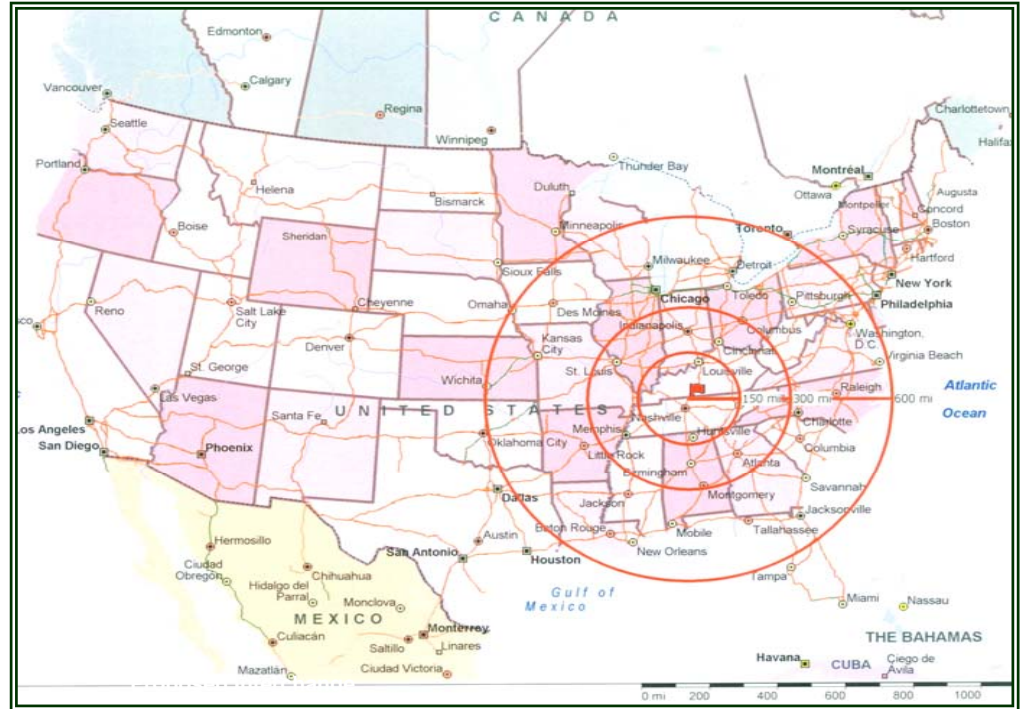 CANADA
Edmonton
Calgary
Vancouver
Regina
Seattle
Winnipeg
Charlottetown
Halifa
Portland
Thunder Bay
Montréal
Helena
Duluth
Ottawa
Augusta
Bismarck
Montpelier
Concord
Boise
Sheridan
Minneapolis
Toronto
Syracuse
Boston
Hartford
Sioux Falls
Milwaukee
Detroit
New York
Reno
Salt Lake
City
Cheyenne
Omaha
Des Moines
Chicago
Toledo
Pittsburgh
Philadelphia
sco
Indianapolis
Columbus
Washington,
D.C.
Denver
Kansas
City
Cincinnati
St. George
St. Louis
Louisville
Virginia Beach
Las Vegas
Wichita
Raleigh
Atlantic
Ocean
150 mi
300 mi
600 mi
Santa Fe
UNITED STATES
Nashville
Los Angeles
San Diego
Phoenix
Oklahoma City
Memphis
Huntsville
Charlotte
Columbia
Little Rock
Birmingham
Atlanta
Dallas
Jackson
Montgomery
Savannah
Jacksonville
Baton Rouge
Mobile
Tallahassee
Hermosillo
Austin
New Orleans
San Antonio
Houston
Ciudad
Obregón
Chihuahua
Tampa
Hidalgo del
Parral
Monclova
Gulf of
Mexico
Miami
Nassau
MEXICO
Culiacán
Monterrey
Saltillo
Linares
THE BAHAMAS
Mazatlán
Ciudad Victoria
Havana
CUBA
Ciego de
Ávila
0 mi 200 400 600 800 1000